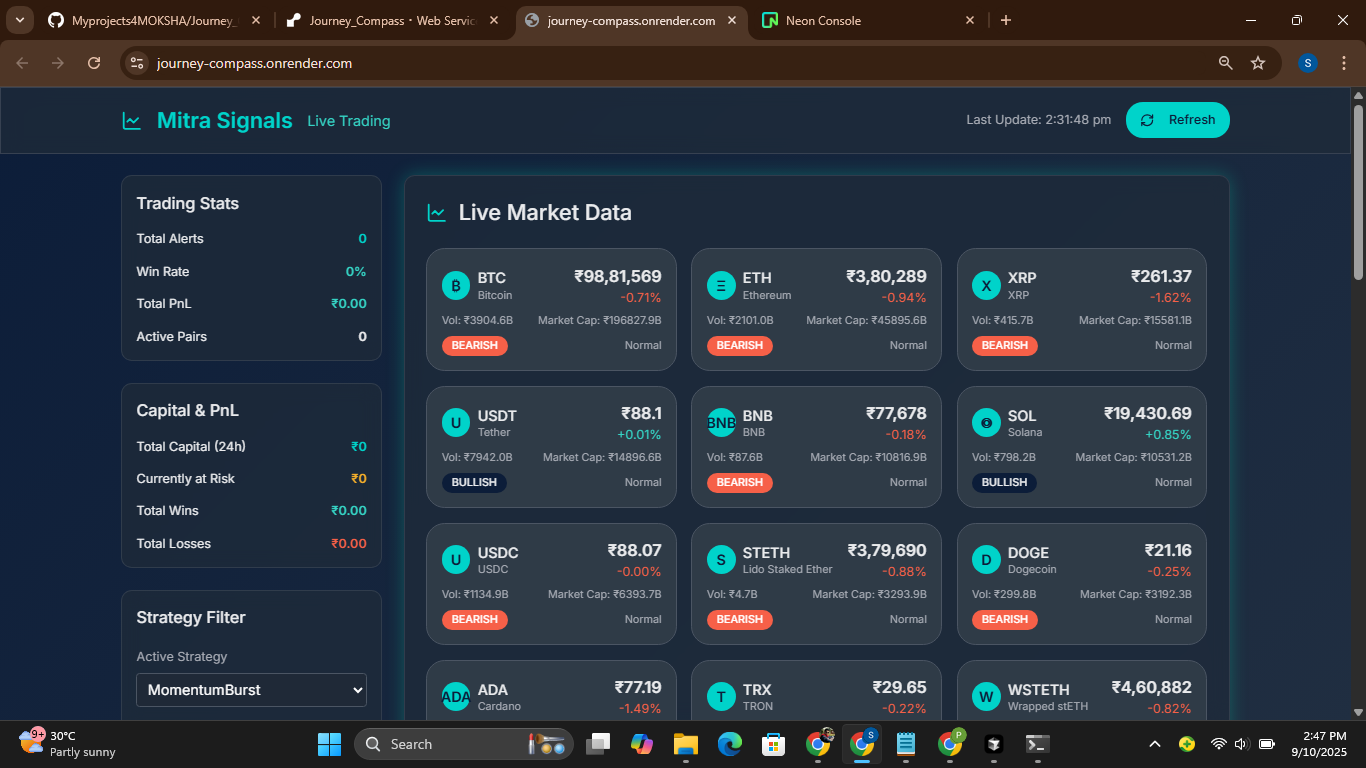 Myprojects4MOKSHA/Journey_
Journey_Compass · Web Servic
journey-compass.onrender.com
Neon Console
journey-compass.onrender.com
S
Mitra Signals
Live Trading
Last Update: 2:31:48 pm
Refresh
Trading Stats
Total Alerts 0
Win Rate 0%
Total PnL ₹0.00
Active Pairs 0
Capital & PnL
Total Capital (24h) ₹0
Currently at Risk ₹0
Total Wins ₹0.00
Total Losses ₹0.00
Strategy Filter
Active Strategy
MomentumBurst
Live Market Data
₿ BTC ₹98,81,569
Bitcoin -0.71%
Vol: ₹3904.6B Market Cap: ₹196827.9B
BEARISH Normal
Ξ ETH ₹3,80,289
Ethereum -0.94%
Vol: ₹2101.0B Market Cap: ₹45895.6B
BEARISH Normal
X XRP ₹261.37
XRP -1.62%
Vol: ₹415.7B Market Cap: ₹15581.1B
BEARISH Normal
U USDT ₹88.1
Tether +0.01%
Vol: ₹7942.0B Market Cap: ₹14896.6B
BULLISH Normal
BNB BNB ₹77,678
BNB -0.18%
Vol: ₹87.6B Market Cap: ₹10816.9B
BEARISH Normal
SOL ₹19,430.69
Solana +0.85%
Vol: ₹798.2B Market Cap: ₹10531.2B
BULLISH Normal
U USDC ₹88.07
USDC -0.00%
Vol: ₹1134.9B Market Cap: ₹6393.7B
BEARISH Normal
S STETH ₹3,79,690
Lido Staked Ether -0.88%
Vol: ₹4.7B Market Cap: ₹3293.9B
BEARISH Normal
D DOGE ₹21.16
Dogecoin -0.25%
Vol: ₹299.8B Market Cap: ₹3192.3B
BEARISH Normal
ADA ADA ₹77.19
Cardano -1.49%
T TRX ₹29.65
TRON -0.22%
W WSTETH ₹4,60,882
Wrapped stETH -0.82%
9+
30°C
Partly sunny
Search
S
P
2:47 PM
9/10/2025